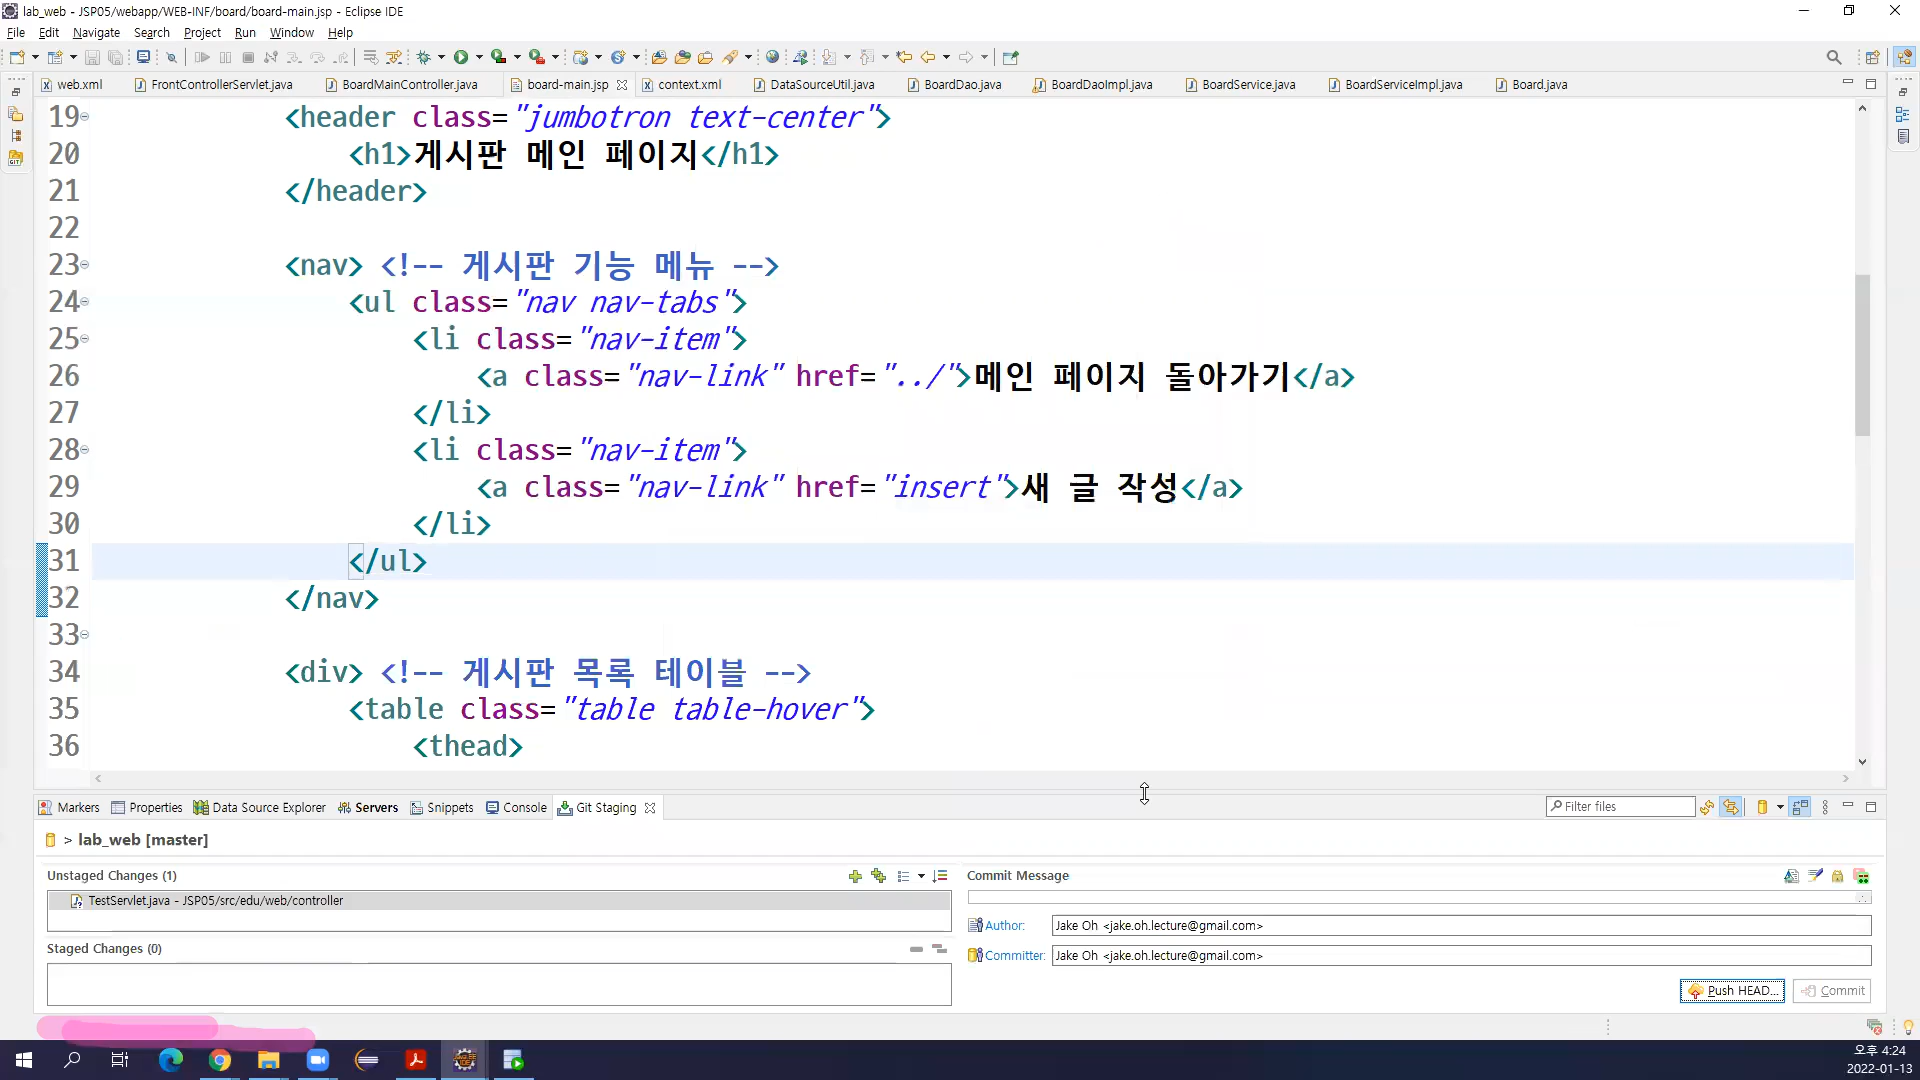 lab_web - JSP05/webapp/WEB-INF/board/board-main.jsp - Eclipse IDE
File Edit Navigate Search Project Run Window Help
web.xml FrontControllerServlet.java BoardMainController.java board-main.jsp context.xml DataSourceUtil.java BoardDao.java BoardDaoImpl.java BoardService.java BoardServiceImpl.java Board.java
19 <header class="jumbotron text-center">
20 <h1>게시판 메인 페이지</h1>
21 </header>
22
23 <nav> <!-- 게시판 기능 메뉴 -->
24 <ul class="nav nav-tabs">
25 <li class="nav-item">
26 <a class="nav-link" href="../">메인 페이지 돌아가기</a>
27 </li>
28 <li class="nav-item">
29 <a class="nav-link" href="insert">새 글 작성</a>
30 </li>
31 </ul>
32 </nav>
33
34 <div> <!-- 게시판 목록 테이블 -->
35 <table class="table table-hover">
36 <thead>
Markers Properties Data Source Explorer Servers Snippets Console Git Staging Filter files
> lab_web [master]
Unstaged Changes (1)
TestServlet.java - JSP05/src/edu/web/controller
Staged Changes (0)
Commit Message
Author: Jake Oh <jake.oh.lecture@gmail.com>
Committer: Jake Oh <jake.oh.lecture@gmail.com>
Push HEAD... Commit
오후 4:24
2022-01-13